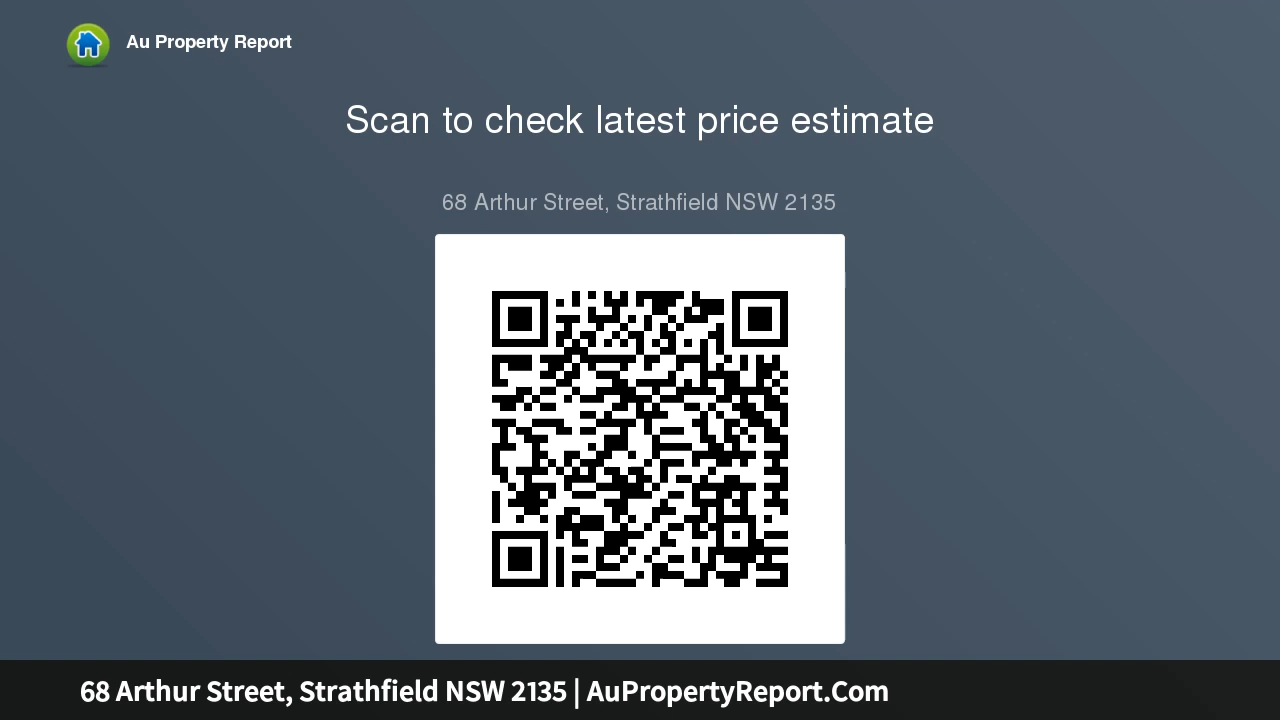 Au Property Report
Scan to check latest price estimate
68 Arthur Street, Strathfield NSW 2135
68 Arthur Street, Strathfield NSW 2135 | AuPropertyReport.Com